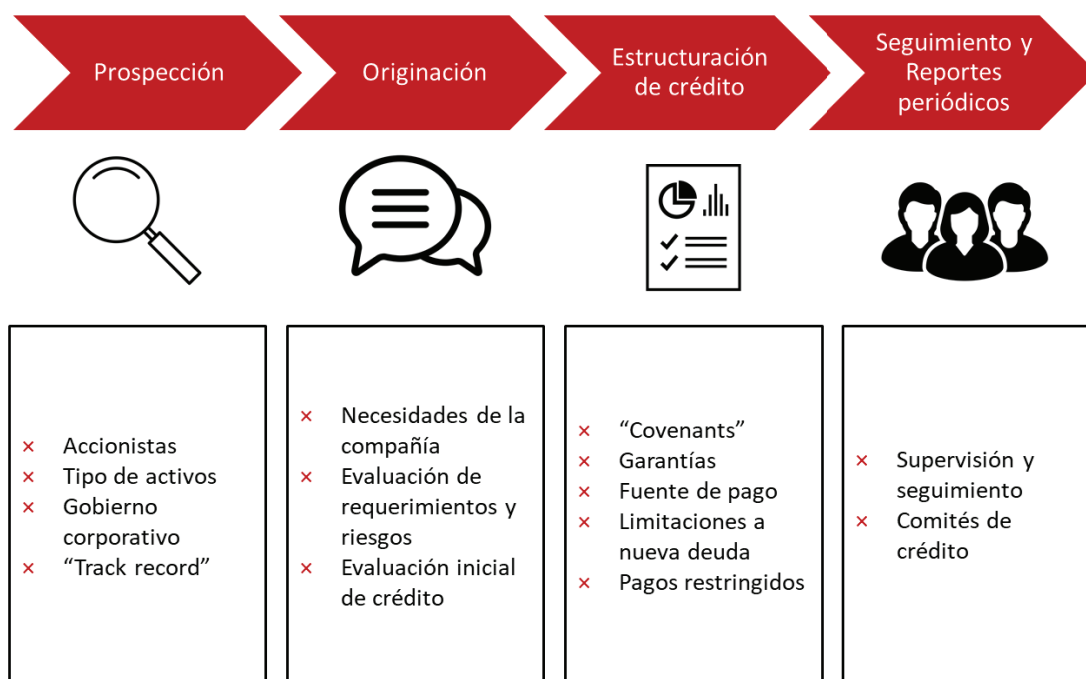 Prospección
Originación
Estructuración
de crédito
Seguimiento y
Reportes
periódicos
× Accionistas
× Tipo de activos
× Gobierno
corporativo
× “Track record”
× Necesidades de la
compañía
× Evaluación de
requerimientos y
riesgos
× Evaluación inicial
de crédito
× “Covenants”
× Garantías
× Fuente de pago
× Limitaciones a
nueva deuda
× Pagos restringidos
× Supervisión y
seguimiento
× Comités de
crédito